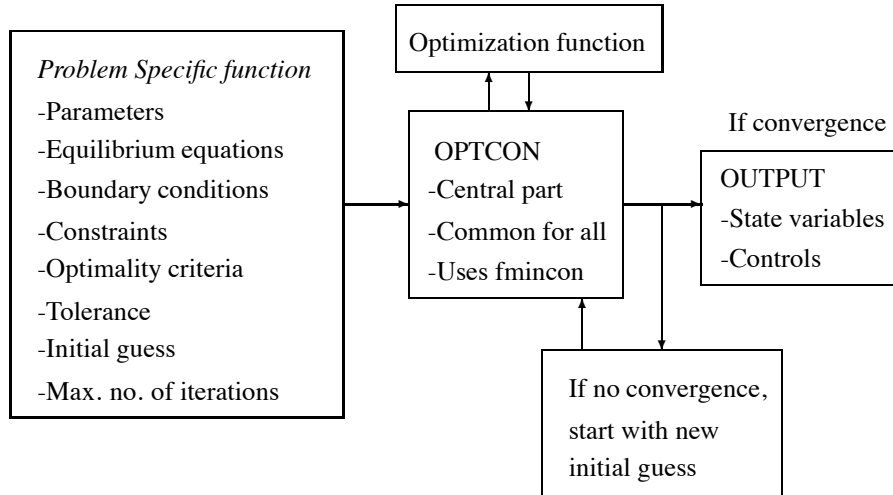 Problem Specific function
-Parameters
-Equilibrium equations
-Boundary conditions
-Constraints
-Optimality criteria
-Tolerance
-Initial guess
-Max. no. of iterations
Optimization function
OPTCON
-Central part
-Common for all
-Uses fmincon
If convergence
OUTPUT
-State variables
-Controls
If no convergence,
start with new
initial guess